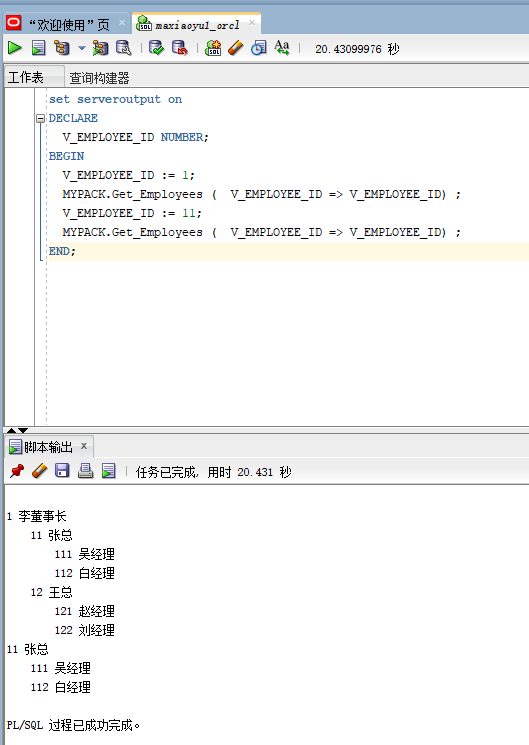 “欢迎使用”页
maxiaoyu1_orcl
20.43099976 秒
工作表
查询构建器
set serveroutput on
DECLARE
V_EMPLOYEE_ID NUMBER;
BEGIN
V_EMPLOYEE_ID := 1;
MYPACK.Get_Employees (  V_EMPLOYEE_ID => V_EMPLOYEE_ID) ;
V_EMPLOYEE_ID := 11;
MYPACK.Get_Employees (  V_EMPLOYEE_ID => V_EMPLOYEE_ID) ;
END;
脚本输出 x
任务已完成, 用时 20.431 秒
1 李董事长
11 张总
111 吴经理
112 白经理
12 王总
121 赵经理
122 刘经理
11 张总
111 吴经理
112 白经理
PL/SQL 过程已成功完成。